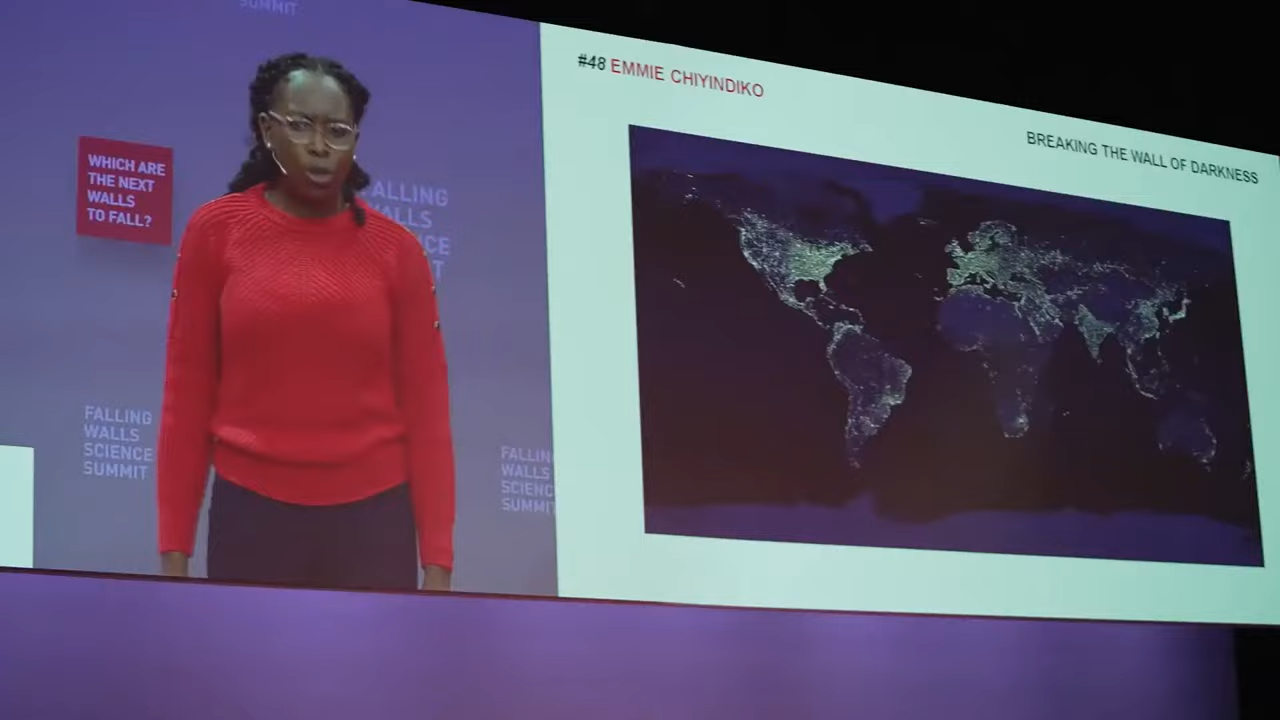 SUMMIT
WHICH ARE
THE NEXT
WALLS
TO FALL?
FALLING
WALLS
SCIENCE
SUMMIT
FALLING
WALLS
SCIENCE
SUMMIT
#48 EMMIE CHIYINDIKO
BREAKING THE WALL OF DARKNESS